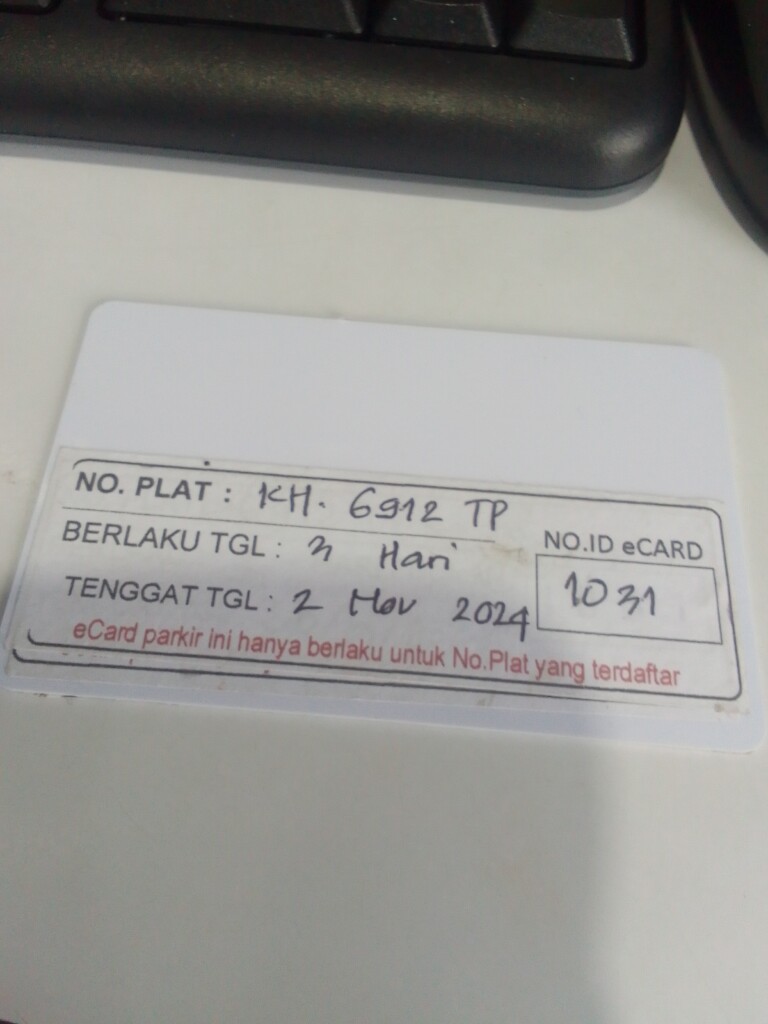 NO. PLAT : KH. 6912 TP
BERLAKU TGL : 3 Hari
NO.ID eCARD
1031
TENGGAT TGL : 2 Nov 2024
eCard parkir ini hanya berlaku untuk No.Plat yang terdaftar